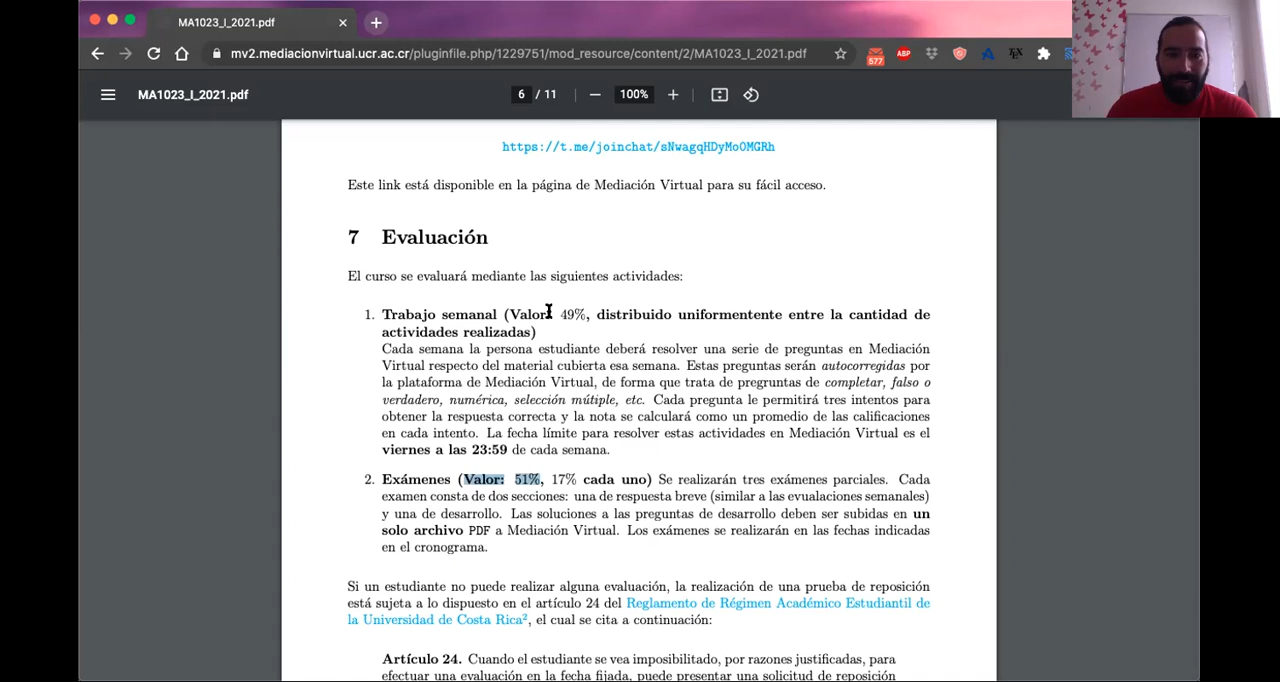 MA1023_I_2021.pdf
mv2.mediacionvirtual.ucr.ac.cr/pluginfile.php/1229751/mod_resource/content/2/MA1023_I_2021.pdf
577
ABP
TEX
MA1023_I_2021.pdf
6 / 11
100%
https://t.me/joinchat/sNwagqHDyMoOMGRh
Este link está disponible en la página de Mediación Virtual para su fácil acceso.
7 Evaluación
El curso se evaluará mediante las siguientes actividades:
1. Trabajo semanal (Valor: 49%, distribuido uniformentente entre la cantidad de
actividades realizadas)
Cada semana la persona estudiante deberá resolver una serie de preguntas en Mediación
Virtual respecto del material cubierta esa semana. Estas preguntas serán autocorregidas por
la plataforma de Mediación Virtual, de forma que trata de pregruntas de completar, falso o
verdadero, numérica, selección mútiple, etc. Cada pregunta le permitirá tres intentos para
obtener la respuesta correcta y la nota se calculará como un promedio de las calificaciones
en cada intento. La fecha límite para resolver estas actividades en Mediación Virtual es el
viernes a las 23:59 de cada semana.
2. Exámenes (Valor: 51%, 17% cada uno) Se realizarán tres exámenes parciales. Cada
examen consta de dos secciones: una de respuesta breve (similar a las evualaciones semanales)
y una de desarrollo. Las soluciones a las preguntas de desarrollo deben ser subidas en un
solo archivo PDF a Mediación Virtual. Los exámenes se realizarán en las fechas indicadas
en el cronograma.
Si un estudiante no puede realizar alguna evaluación, la realización de una prueba de reposición
está sujeta a lo dispuesto en el artículo 24 del Reglamento de Régimen Académico Estudiantil de
la Universidad de Costa Rica2, el cual se cita a continuación:
Artículo 24. Cuando el estudiante se vea imposibilitado, por razones justificadas, para
efectuar una evaluación en la fecha fijada, puede presentar una solicitud de reposición